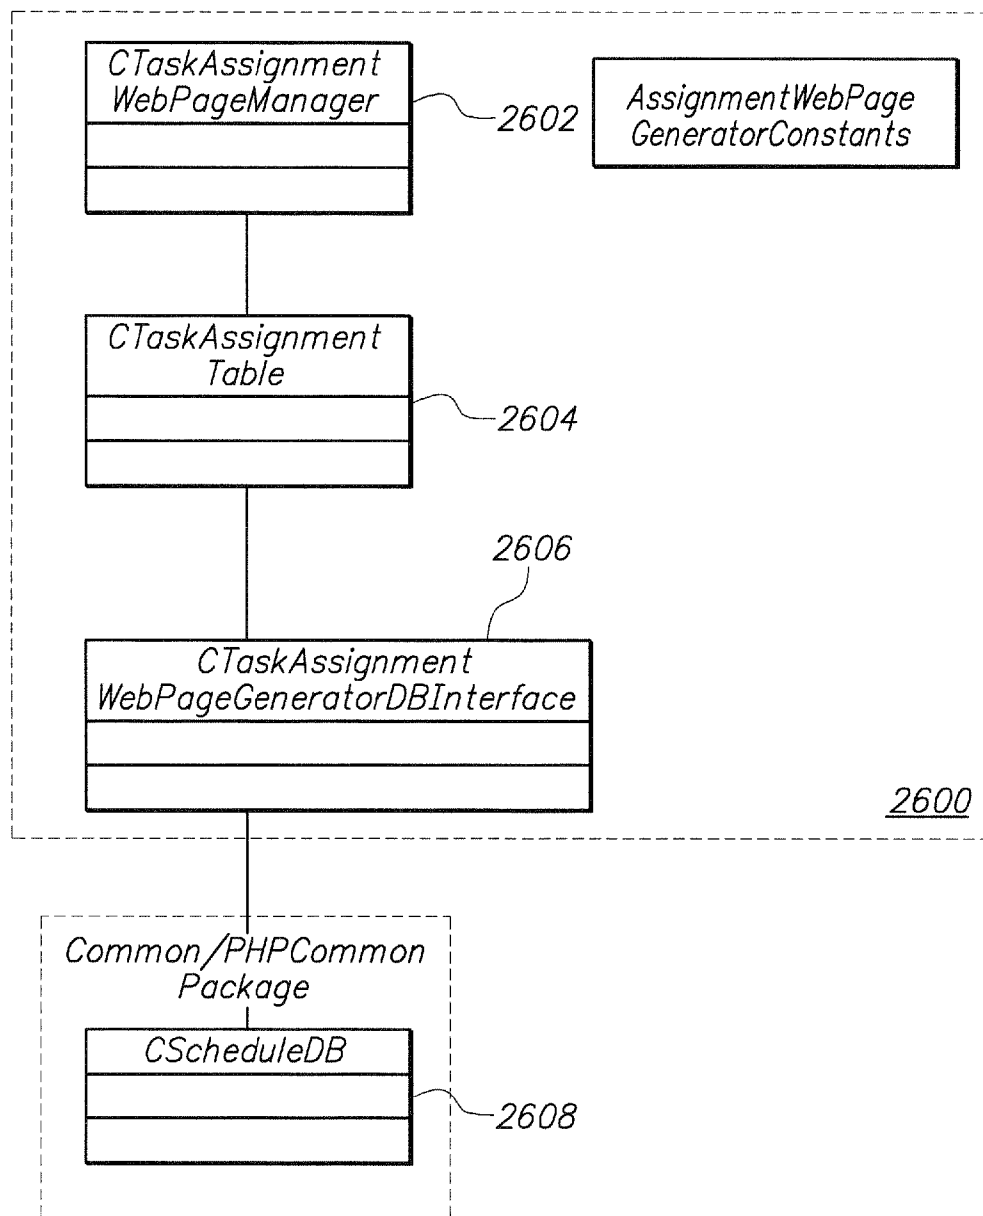 CTaskAssignment
WebPageManager
2602
AssignmentWebPage
GeneratorConstants
CTaskAssignment
Table
2604
2606
CTaskAssignment
WebPageGeneratorDBInterface
2600
Common/PHPCommon
Package
CScheduleDB
2608